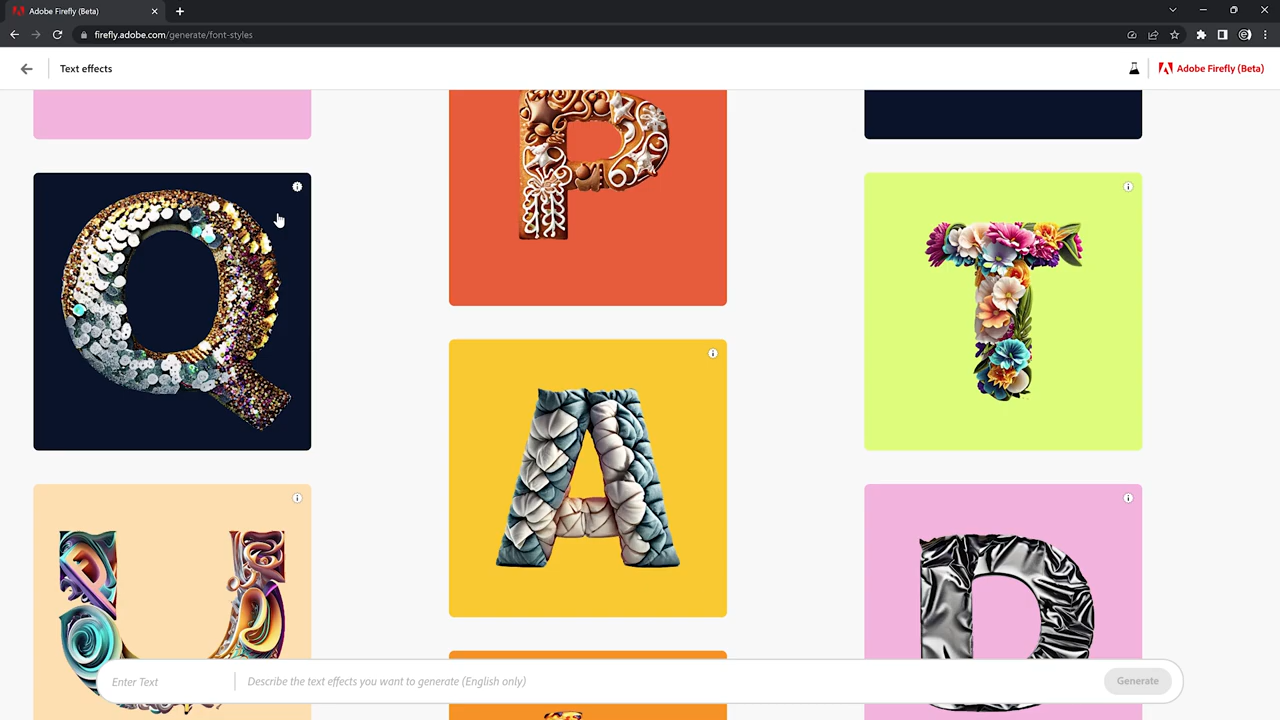 Adobe Firefly (Beta)
firefly.adobe.com/generate/font-styles
Text effects
Adobe Firefly (Beta)
P
Q
T
A
U
D
Enter Text
Describe the text effects you want to generate (English only)
Generate